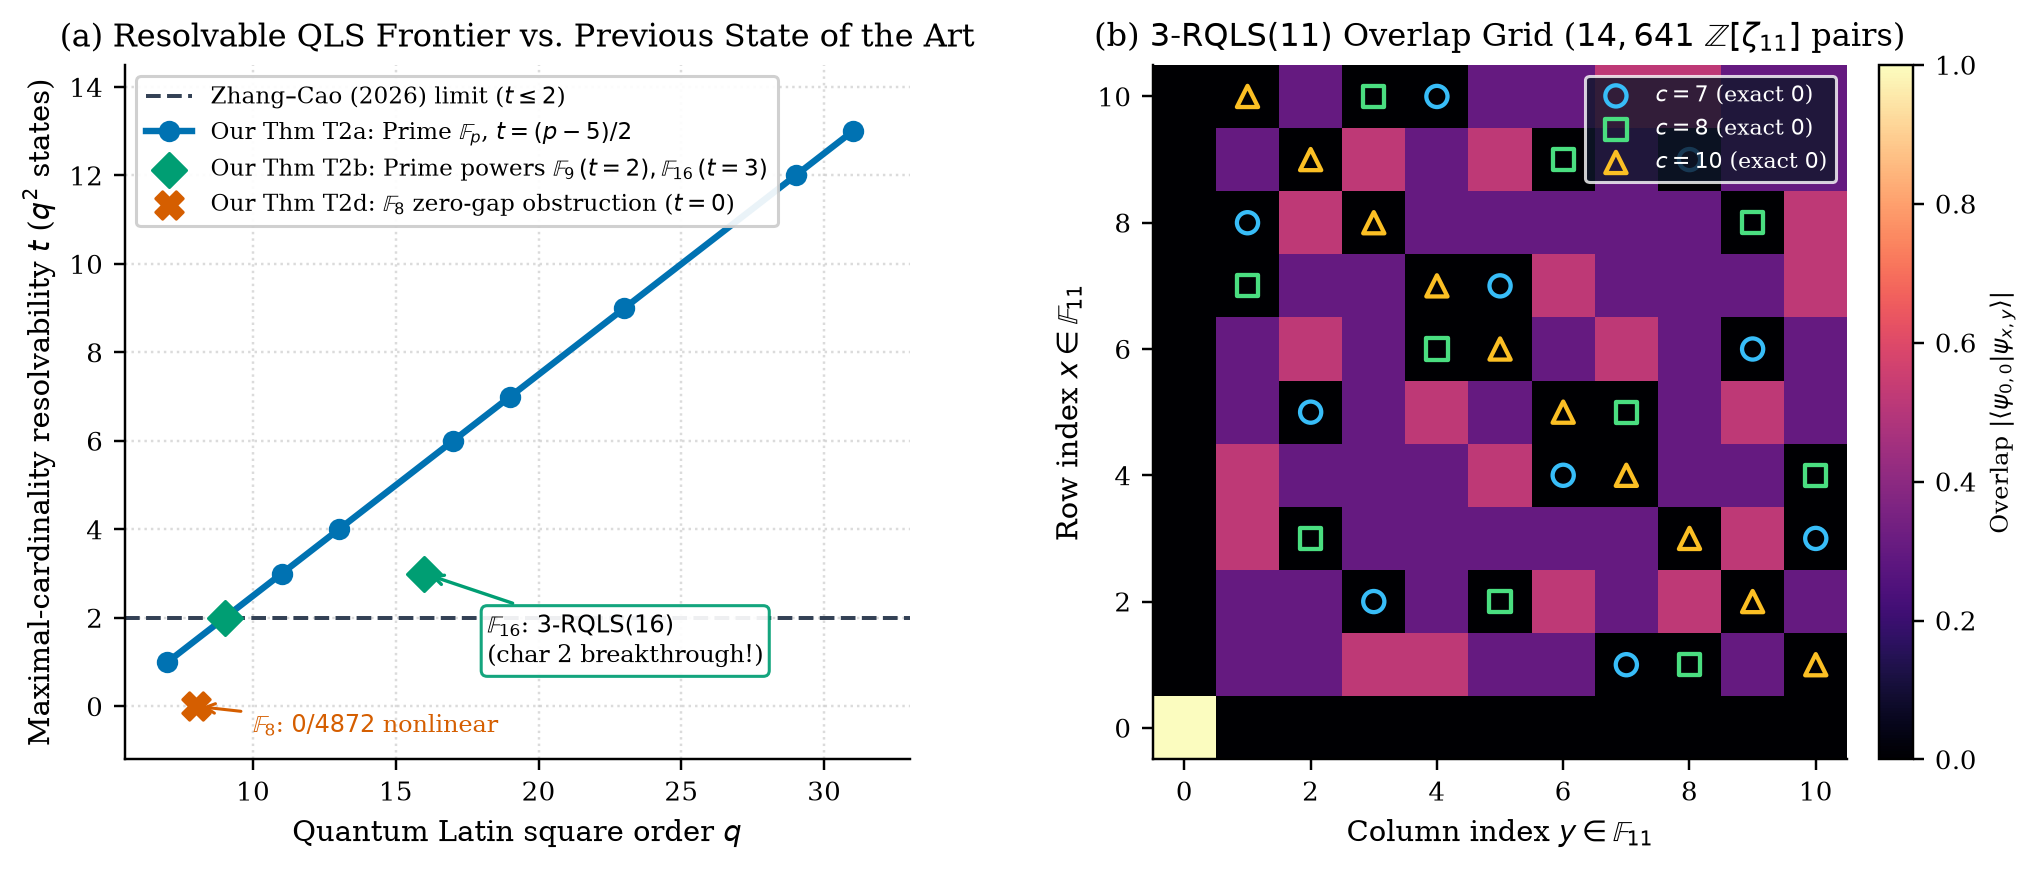 (a) Resolvable QLS Frontier vs. Previous State of the Art
Maximal-cardinality resolvability t (q² states)
14
12
10
8
6
4
2
0
Zhang–Cao (2026) limit (t ≤ 2)
Our Thm T2a: Prime 𝔽ₚ, t = (p − 5)/2
Our Thm T2b: Prime powers 𝔽₉ (t = 2), 𝔽₁₆ (t = 3)
Our Thm T2d: 𝔽₈ zero-gap obstruction (t = 0)
𝔽₁₆: 3-RQLS(16)
(char 2 breakthrough!)
𝔽₈: 0/4872 nonlinear
10 15 20 25 30
Quantum Latin square order q
(b) 3-RQLS(11) Overlap Grid (14, 641 ℤ[ζ₁₁] pairs)
Row index x ∈ 𝔽₁₁
10
8
6
4
2
0
c = 7 (exact 0)
c = 8 (exact 0)
c = 10 (exact 0)
0 2 4 6 8 10
Column index y ∈ 𝔽₁₁
1.0
0.8
0.6
0.4
0.2
0.0
Overlap |⟨ψ₀,₀|ψₓ,ᵧ⟩|